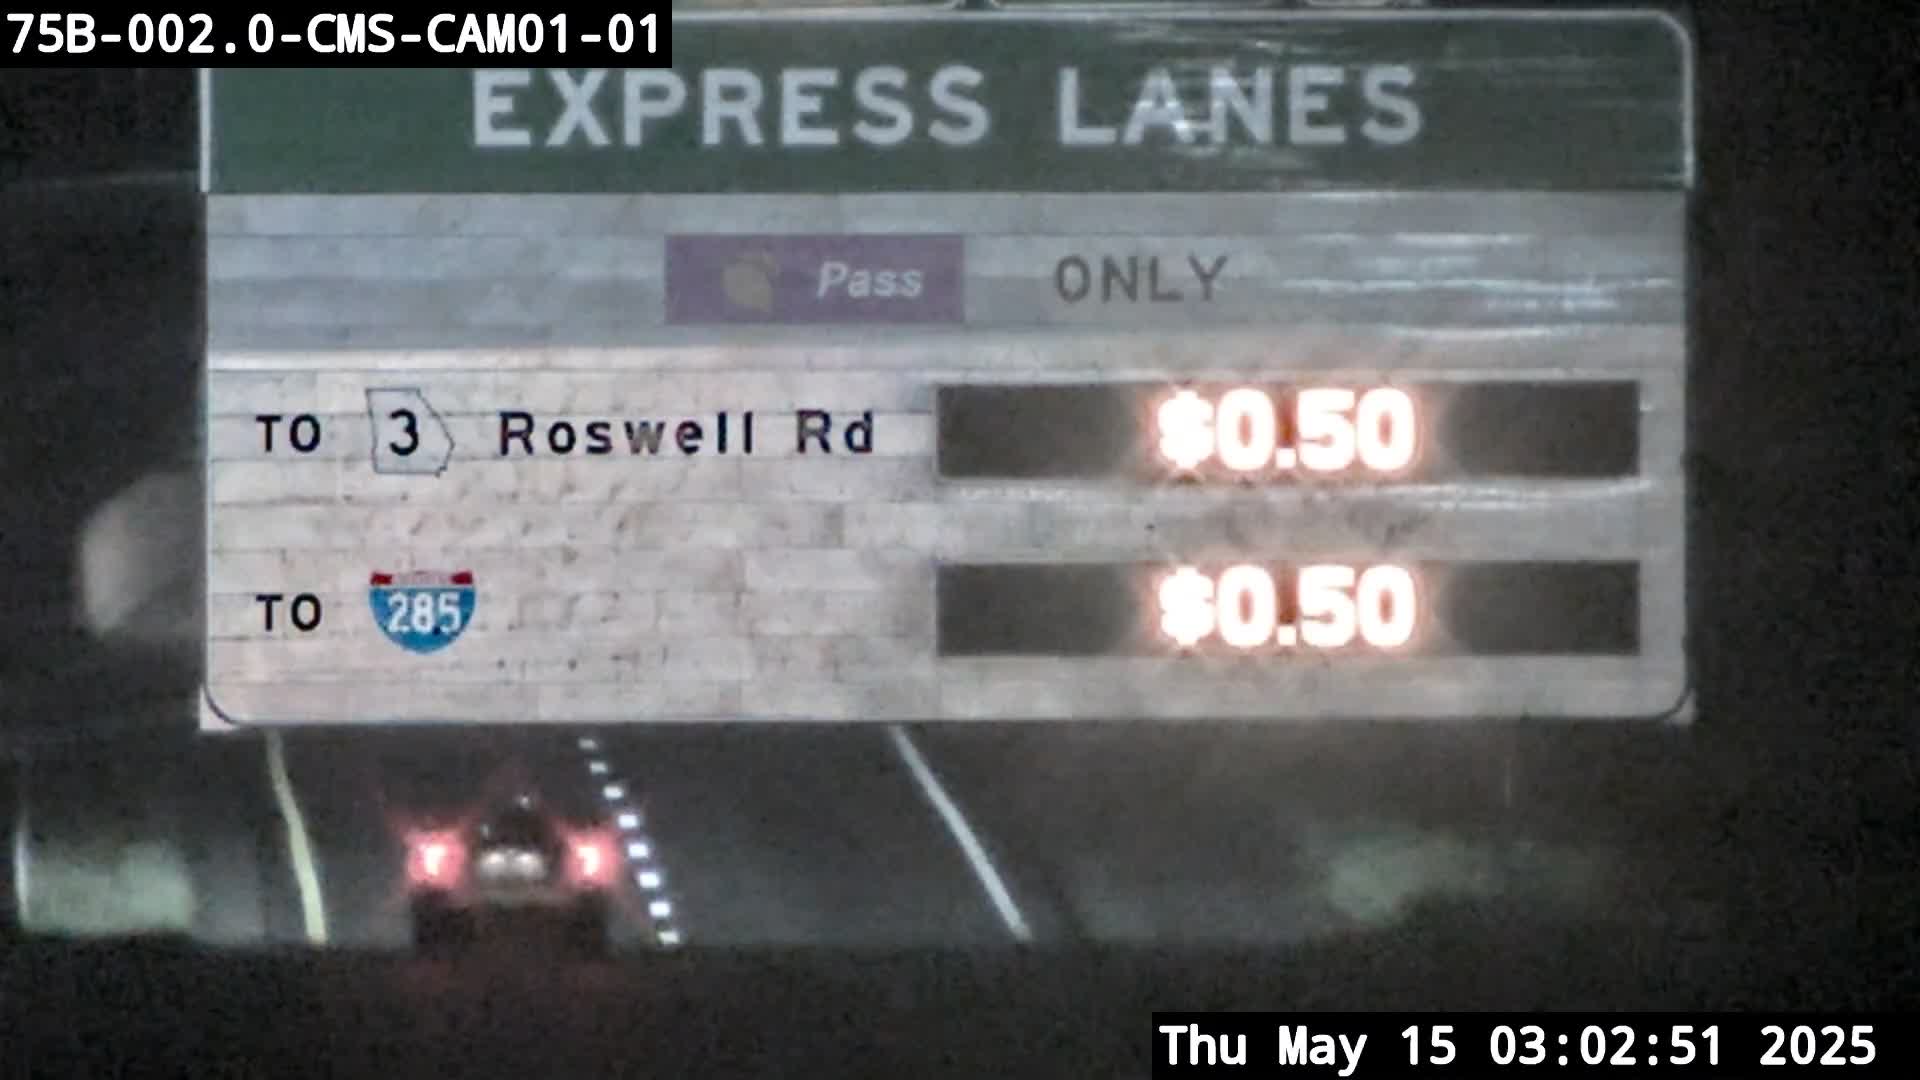 75B-002.0-CMS-CAM01-01
EXPRESS LANES
Pass ONLY
TO 3 Roswell Rd $0.50
TO 285 $0.50
Thu May 15 03:02:51 2025